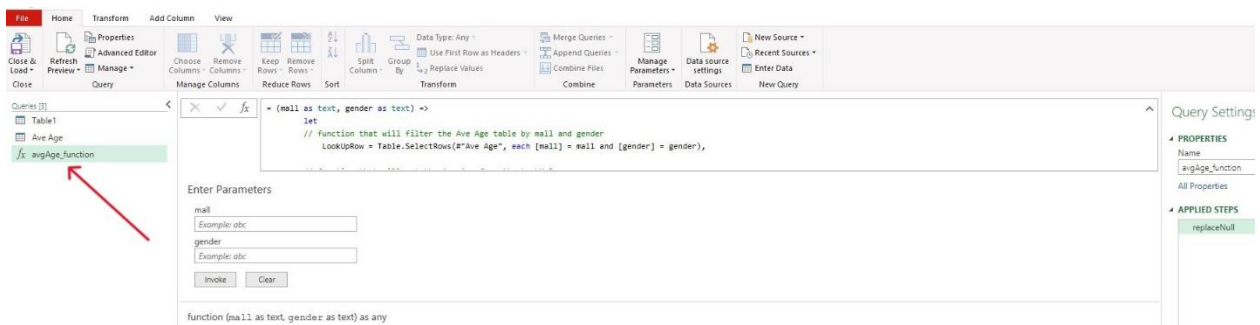 File Home Transform Add Column View
Close & Load
Refresh Preview
Properties
Advanced Editor
Manage
Choose Columns
Remove Columns
Keep Rows
Remove Rows
Split Column
Group By
Data Type: Any
Use First Row as Headers
Replace Values
Merge Queries
Append Queries
Combine Files
Manage Parameters
Data source settings
New Source
Recent Sources
Enter Data
Close Query Manage Columns Reduce Rows Sort Transform Combine Parameters Data Sources New Query
Queries [3]
Table1
Ave Age
fx avgAge_function
fx
= (mall as text, gender as text) =>
let
// function that will filter the Ave Age table by mall and gender
LookUpRow = Table.SelectRows(#"Ave Age", each [mall] = mall and [gender] = gender),
Enter Parameters
mall
Example: abc
gender
Example: abc
Invoke Clear
function (mall as text, gender as text) as any
Query Settings
PROPERTIES
Name
avgAge_function
All Properties
APPLIED STEPS
replaceNull